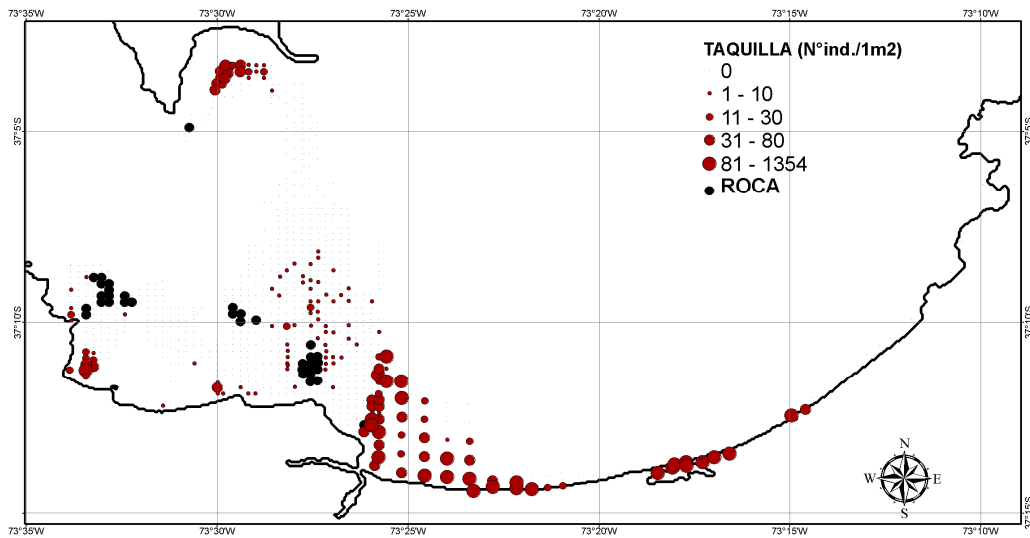 73°35'W 73°30'W 73°25'W 73°20'W 73°15'W 73°10'W
TAQUILLA (N°ind./1m2)
0
1 - 10
11 - 30
31 - 80
81 - 1354
ROCA
37°5'S 37°5'S
37°10'S 37°10'S
N
W E
S
37°15'S 37°15'S
73°35'W 73°30'W 73°25'W 73°20'W 73°15'W 73°10'W